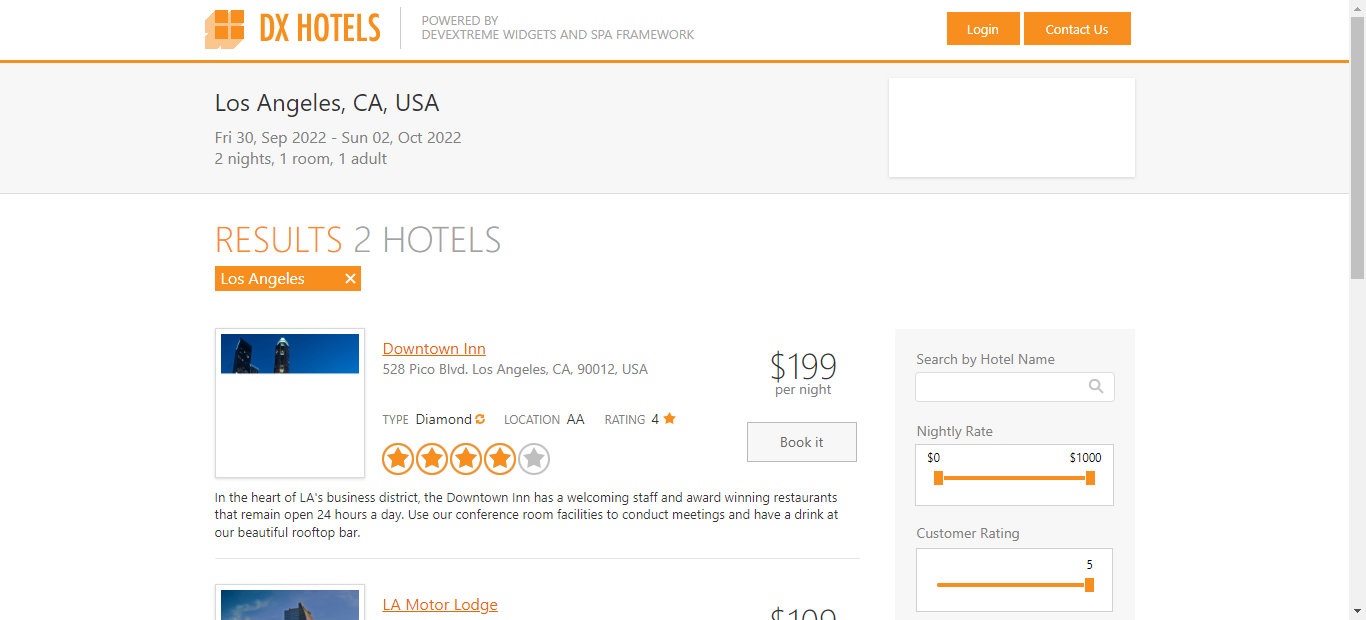 DX HOTELS
POWERED BY
DEVEXTREME WIDGETS AND SPA FRAMEWORK
Login
Contact Us
Los Angeles, CA, USA
Fri 30, Sep 2022 - Sun 02, Oct 2022
2 nights, 1 room, 1 adult
RESULTS 2 HOTELS
Los Angeles
Downtown Inn
528 Pico Blvd. Los Angeles, CA, 90012, USA
TYPE Diamond LOCATION AA RATING 4
$199
per night
Book it
In the heart of LA's business district, the Downtown Inn has a welcoming staff and award winning restaurants
that remain open 24 hours a day. Use our conference room facilities to conduct meetings and have a drink at
our beautiful rooftop bar.
LA Motor Lodge
Search by Hotel Name
Nightly Rate
$0 $1000
Customer Rating
5